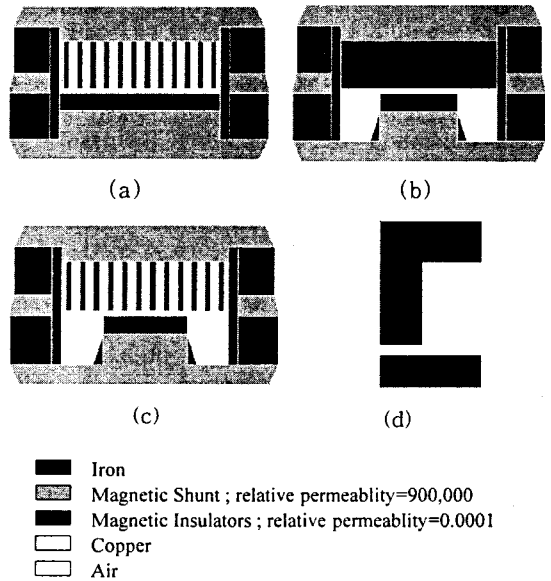 (a)
(b)
(c)
(d)
Iron
Magnetic Shunt ; relative permeablity=900,000
Magnetic Insulators ; relative permeablity=0.0001
Copper
Air